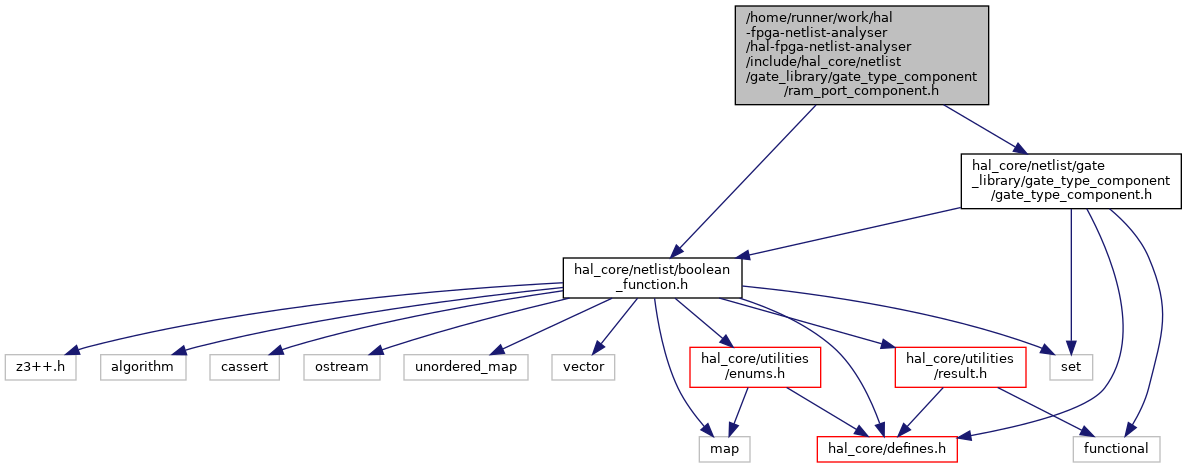 /home/runner/work/hal
-fpga-netlist-analyser
/hal-fpga-netlist-analyser
/include/hal_core/netlist
/gate_library/gate_type_component
/ram_port_component.h
hal_core/netlist/gate
_library/gate_type_component
/gate_type_component.h
hal_core/netlist/boolean
_function.h
z3++.h
algorithm
cassert
ostream
unordered_map
vector
hal_core/utilities
/enums.h
hal_core/utilities
/result.h
set
map
hal_core/defines.h
functional